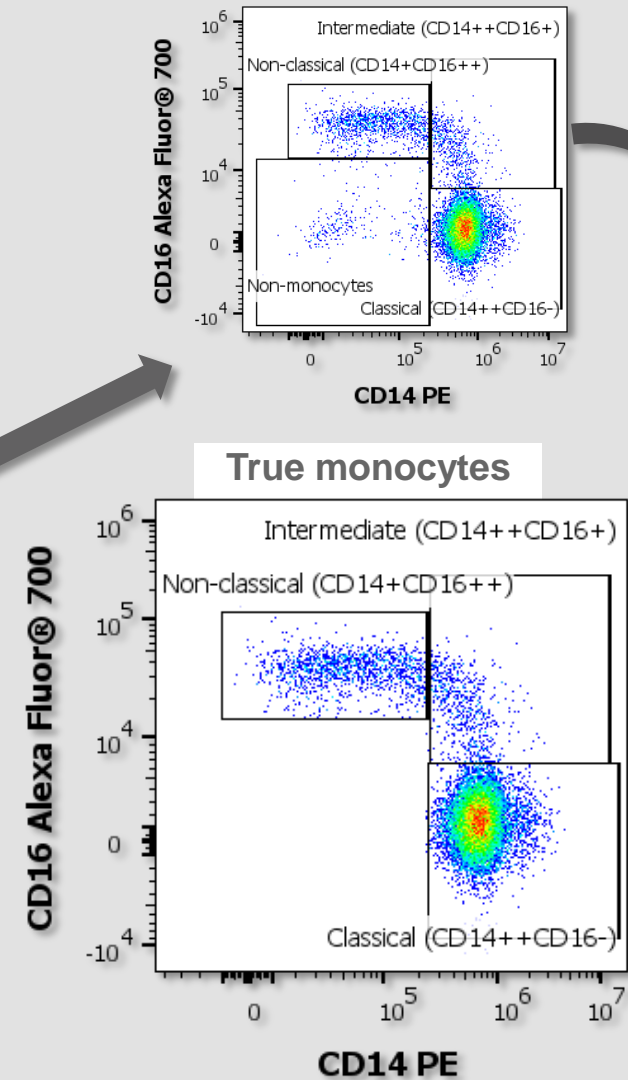 10^6
Intermediate (CD14++CD16+)
Non-classical (CD14+CD16++)
10^5
10^4
0
-10^4
CD16 Alexa Fluor® 700
Non-monocytes
Classical (CD14++CD16-)
0 10^5 10^6 10^7
CD14 PE
True monocytes
10^6
Intermediate (CD14++CD16+)
Non-classical (CD14+CD16++)
10^5
10^4
0
-10^4
CD16 Alexa Fluor® 700
Classical (CD14++CD16-)
0 10^5 10^6 10^7
CD14 PE